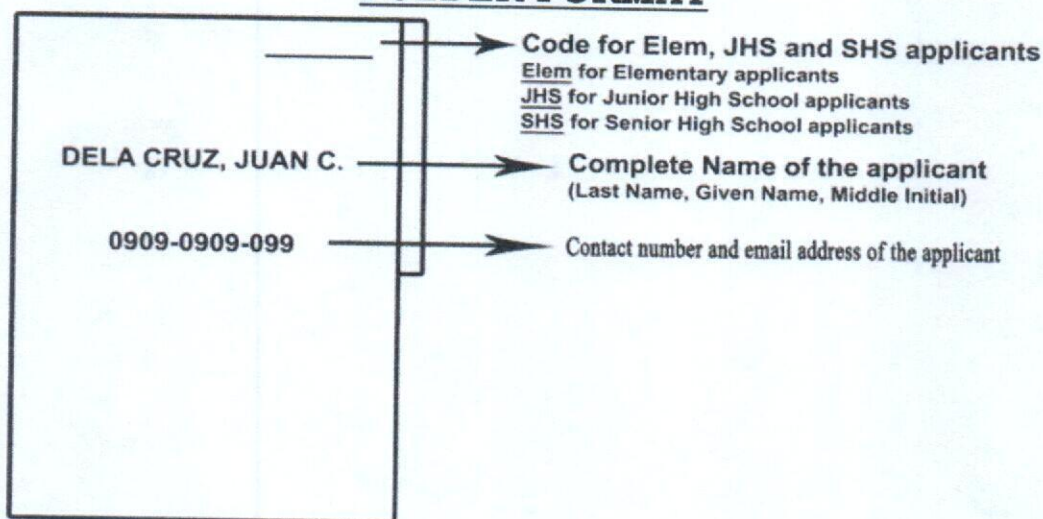 Code for Elem, JHS and SHS applicants
Elem for Elementary applicants
JHS for Junior High School applicants
SHS for Senior High School applicants
DELA CRUZ, JUAN C.
Complete Name of the applicant
(Last Name, Given Name, Middle Initial)
0909-0909-099
Contact number and email address of the applicant